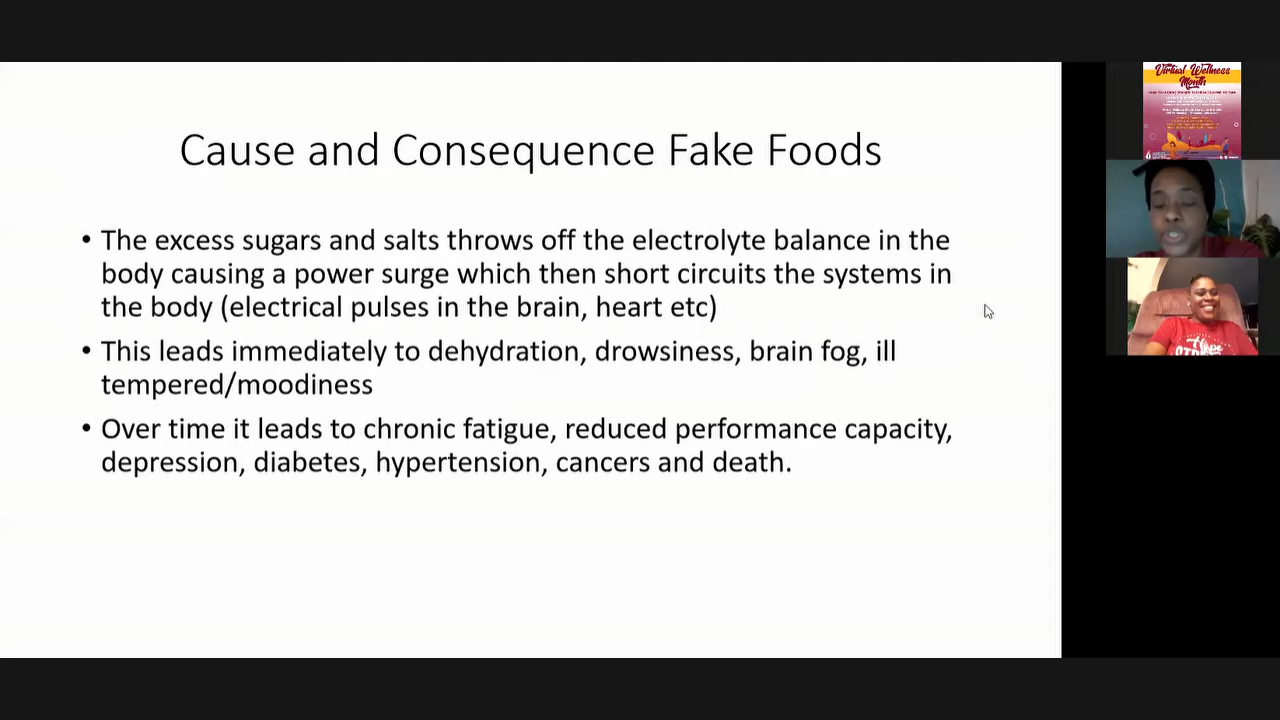 Cause and Consequence Fake Foods
• The excess sugars and salts throws off the electrolyte balance in the
body causing a power surge which then short circuits the systems in
the body (electrical pulses in the brain, heart etc)
• This leads immediately to dehydration, drowsiness, brain fog, ill
tempered/moodiness
• Over time it leads to chronic fatigue, reduced performance capacity,
depression, diabetes, hypertension, cancers and death.
Virtual Wellness
Month